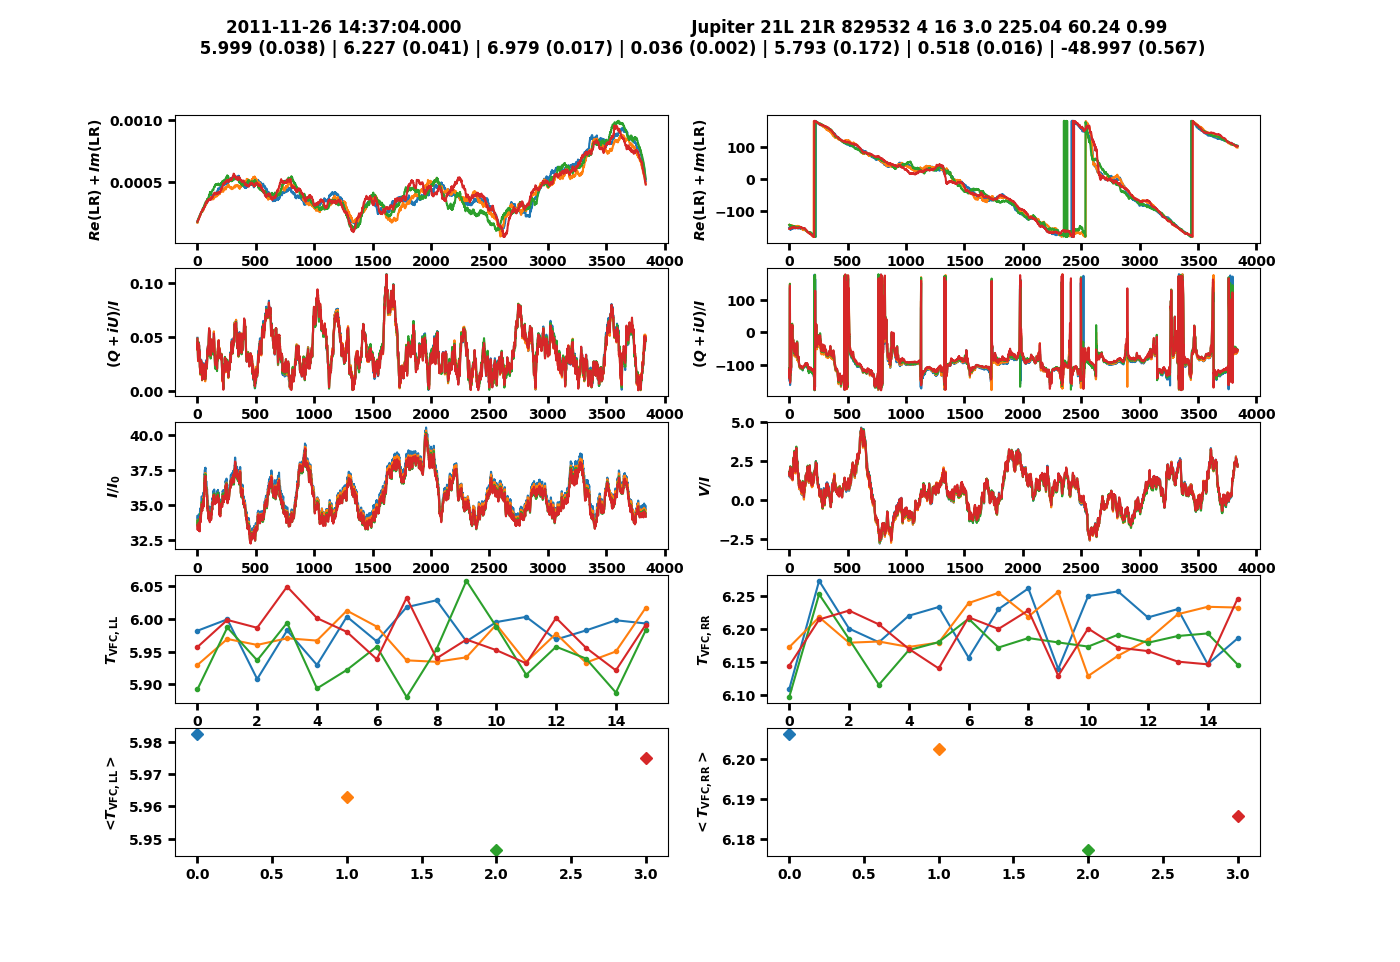 2011-11-26 14:37:04.000 Jupiter 21L 21R 829532 4 16 3.0 225.04 60.24 0.99
5.999 (0.038) | 6.227 (0.041) | 6.979 (0.017) | 0.036 (0.002) | 5.793 (0.172) | 0.518 (0.016) | -48.997 (0.567)
Re(LR) + Im(LR)
0.0010
0.0005
0 500 1000 1500 2000 2500 3000 3500 4000
Re(LR) + Im(LR)
100
0
−100
0 500 1000 1500 2000 2500 3000 3500 4000
(Q + iU)/I
0.10
0.05
0.00
0 500 1000 1500 2000 2500 3000 3500 4000
(Q + iU)/I
100
0
−100
0 500 1000 1500 2000 2500 3000 3500 4000
I/I0
40.0
37.5
35.0
32.5
0 500 1000 1500 2000 2500 3000 3500 4000
V/I
5.0
2.5
0.0
−2.5
0 500 1000 1500 2000 2500 3000 3500 4000
TVFC, LL
6.05
6.00
5.95
5.90
0 2 4 6 8 10 12 14
TVFC, RR
6.25
6.20
6.15
6.10
0 2 4 6 8 10 12 14
<TVFC, LL >
5.98
5.97
5.96
5.95
0.0 0.5 1.0 1.5 2.0 2.5 3.0
< TVFC, RR >
6.20
6.19
6.18
0.0 0.5 1.0 1.5 2.0 2.5 3.0